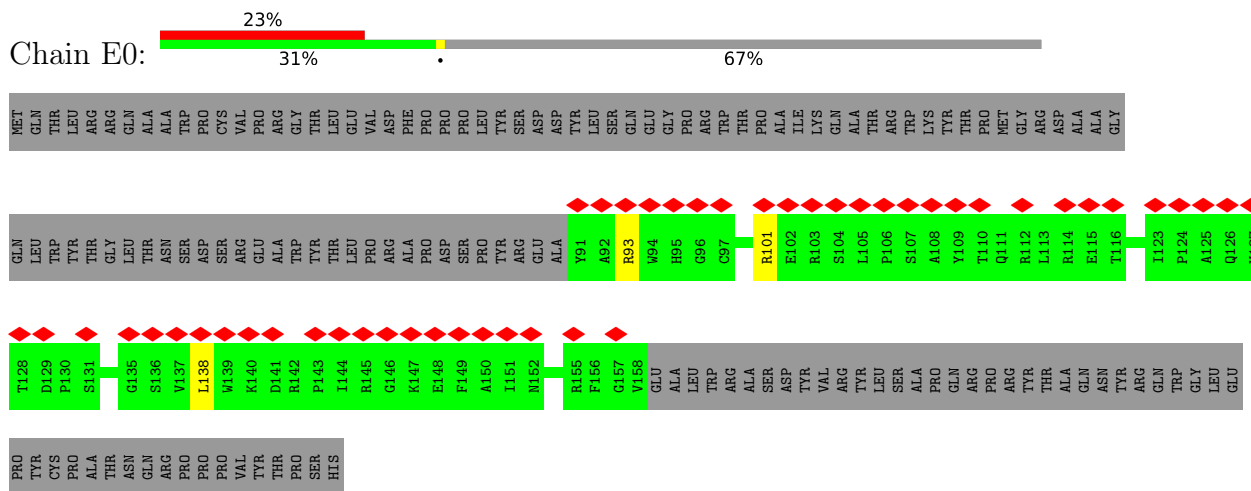 23%
Chain E0:
31% • 67%
MET GLN THR LEU ARG ARG GLN ALA ALA TRP PRO CYS VAL PRO ARG GLY THR LEU GLU VAL ASP PHE PRO PRO PRO LEU TYR SER ASP ASP TYR LEU SER GLN GLU GLY PRO ARG TRP THR PRO ALA ILE LYS GLN ALA THR ARG TRP LYS TYR THR PRO MET GLY ARG ASP ALA ALA GLY
GLN LEU TRP TYR THR GLY LEU THR ASN SER ASP SER ARG GLU ALA TRP TYR THR LEU PRO ARG ALA PRO ASP SER PRO TYR ARG GLU ALA Y91 A92 R93 W94 H95 G96 C97 R101 E102 R103 S104 L105 P106 S107 A108 Y109 T110 Q111 R112 L113 R114 E115 T116 I123 P124 A125 Q126
T128 D129 P130 S131 G135 S136 V137 L138 W139 K140 D141 R142 P143 I144 R145 G146 K147 E148 F149 A150 I151 N152 R155 F156 G157 V158 GLU ALA LEU TRP ARG ALA SER ASP TYR VAL ARG TYR LEU SER ALA PRO GLN ARG PRO ARG TYR THR ALA GLN ASN TYR ARG GLN TRP GLY LEU GLU
PRO TYR CYS PRO ALA THR ASN GLN ARG PRO PRO PRO VAL TYR THR PRO SER HIS